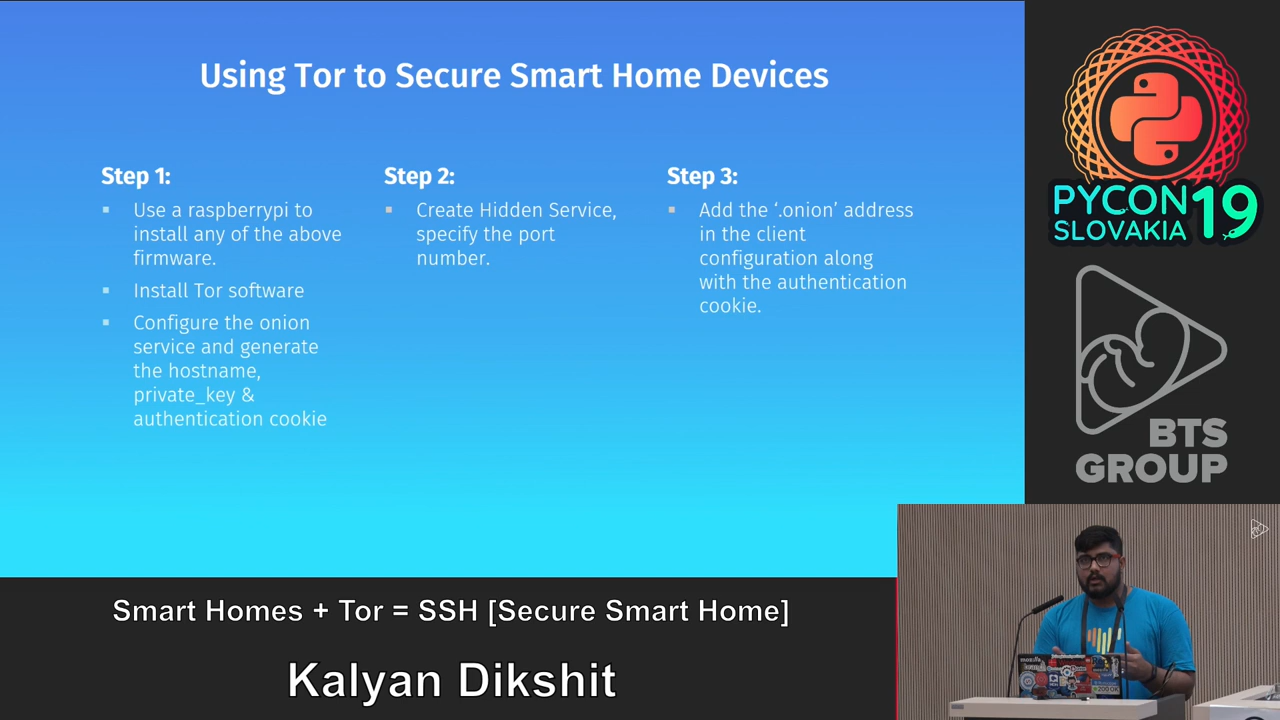 Using Tor to Secure Smart Home Devices
Step 1:
▪ Use a raspberrypi to
install any of the above
firmware.
▪ Install Tor software
▪ Configure the onion
service and generate
the hostname,
private_key &
authentication cookie
Step 2:
▪ Create Hidden Service,
specify the port
number.
Step 3:
▪ Add the ‘.onion’ address
in the client
configuration along
with the authentication
cookie.
PYCON
SLOVAKIA
19
BTS
GROUP
Smart Homes + Tor = SSH [Secure Smart Home]
Kalyan Dikshit
200 OK